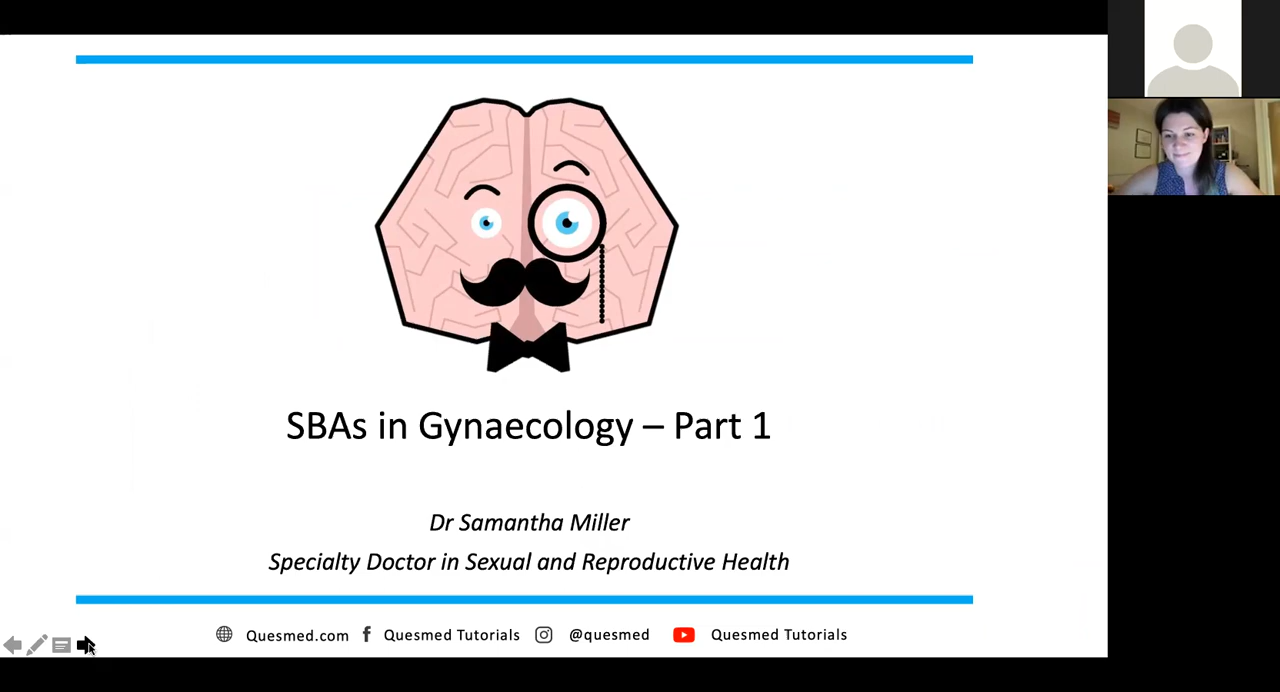 SBAs in Gynaecology – Part 1
Dr Samantha Miller
Specialty Doctor in Sexual and Reproductive Health
Quesmed.com f Quesmed Tutorials @quesmed Quesmed Tutorials